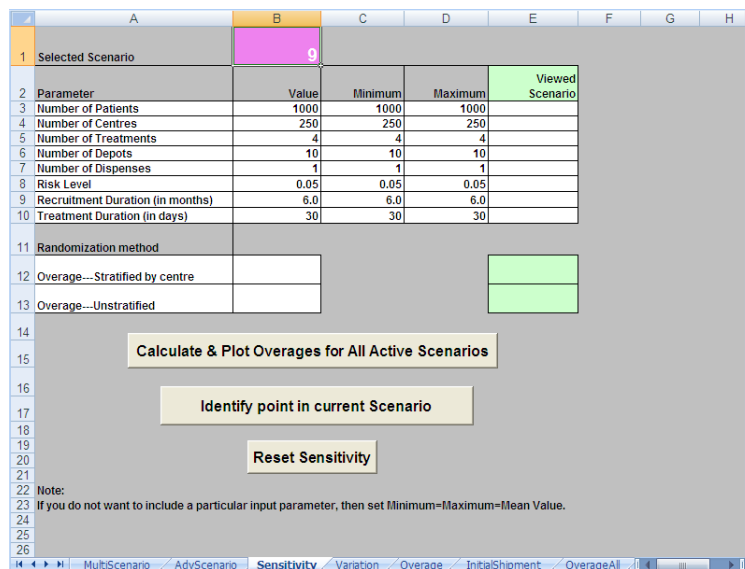 A B C D E F G H
1 Selected Scenario 9
2 Parameter Value Minimum Maximum Viewed Scenario
3 Number of Patients 1000 1000 1000
4 Number of Centres 250 250 250
5 Number of Treatments 4 4 4
6 Number of Depots 10 10 10
7 Number of Dispenses 1 1 1
8 Risk Level 0.05 0.05 0.05
9 Recruitment Duration (in months) 6.0 6.0 6.0
10 Treatment Duration (in days) 30 30 30
11 Randomization method
12 Overage---Stratified by centre
13 Overage---Unstratified
14
15 Calculate & Plot Overages for All Active Scenarios
16
17 Identify point in current Scenario
18
19
20 Reset Sensitivity
21
22 Note:
23 If you do not want to include a particular input parameter, then set Minimum=Maximum=Mean Value.
24
25
26
MultiScenario AdvScenario Sensitivity Variation Overage InitialShipment OverageAll